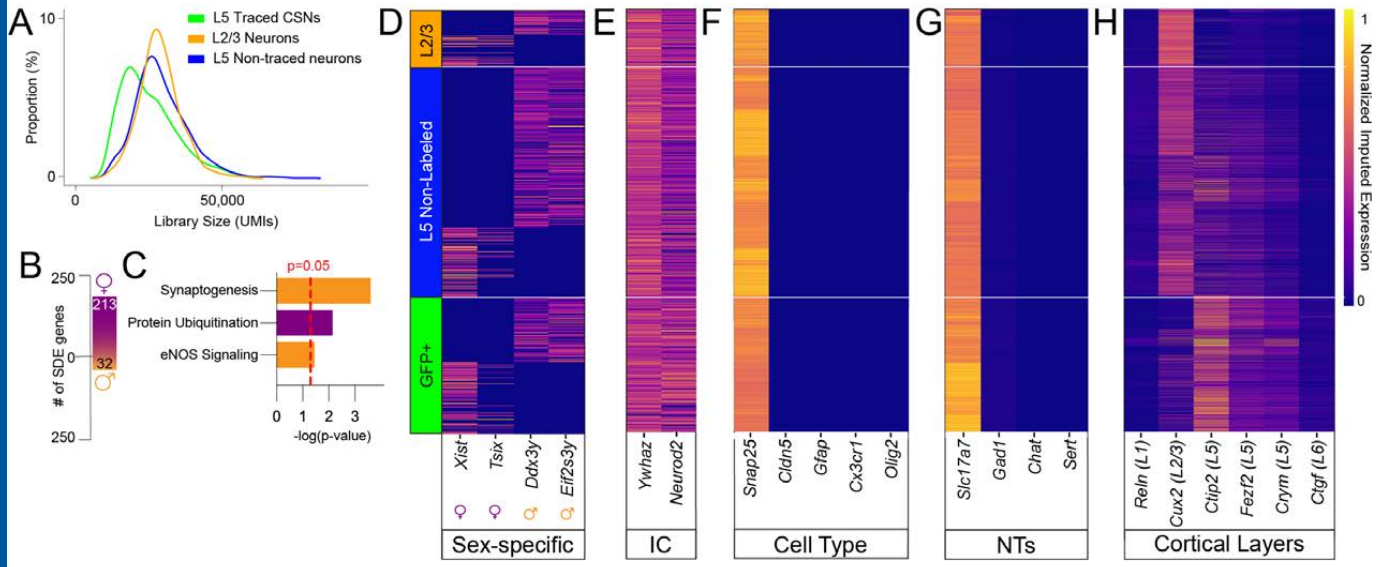 A
10
0
Proportion (%)
L5 Traced CSNs
L2/3 Neurons
L5 Non-traced neurons
0
50,000
Library Size (UMIs)
B
250
♀
213
0
32
♂
250
# of SDE genes
C
p=0.05
Synaptogenesis
Protein Ubiquitination
eNOS Signaling
0 1 2 3
-log(p-value)
D
L2/3
L5 Non-Labeled
GFP+
Xist
Tsix
Ddx3y
Eif2s3y
♀ ♀ ♂ ♂
Sex-specific
E
Ywhaz
Neurod2
IC
F
Snap25
Cldn5
Gfap
Cx3cr1
Olig2
Cell Type
G
Slc17a7
Gad1
Chat
Sert
NTs
H
Reln (L1)
Cux2 (L2/3)
Ctip2 (L5)
Fezf2 (L5)
Crym (L5)
Ctgf (L6)
Cortical Layers
1
Normalized Imputed Expression
0